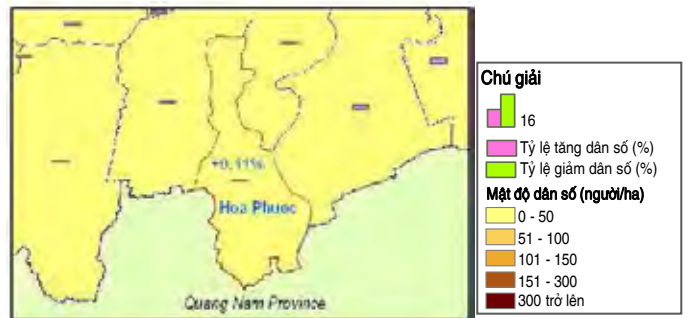 +0,11%
Hoa Phuoc
Quang Nam Province
Chú giải
16
Tỷ lệ tăng dân số (%)
Tỷ lệ giảm dân số (%)
Mật độ dân số (người/ha)
0 - 50
51 - 100
101 - 150
151 - 300
300 trở lên